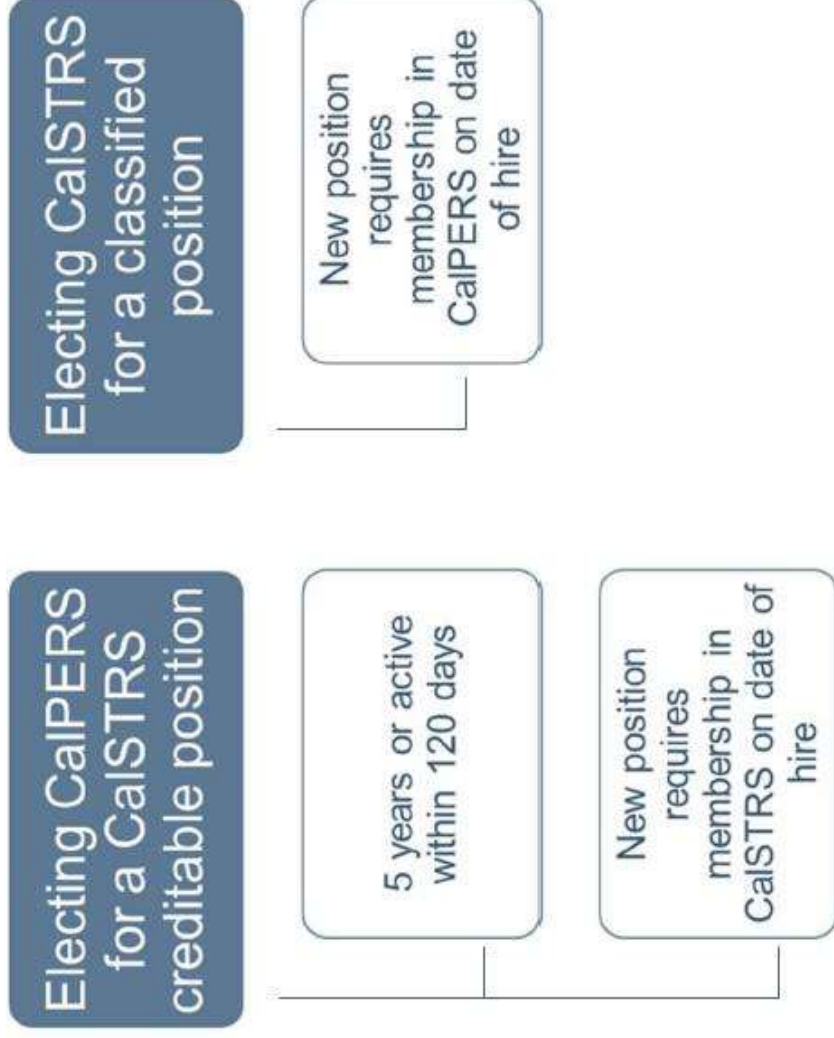 Electing CalPERS
for a CalSTRS
creditable position
5 years or active
within 120 days
New position
requires
membership in
CalSTRS on date of
hire
Electing CalSTRS
for a classified
position
New position
requires
membership in
CalPERS on date
of hire